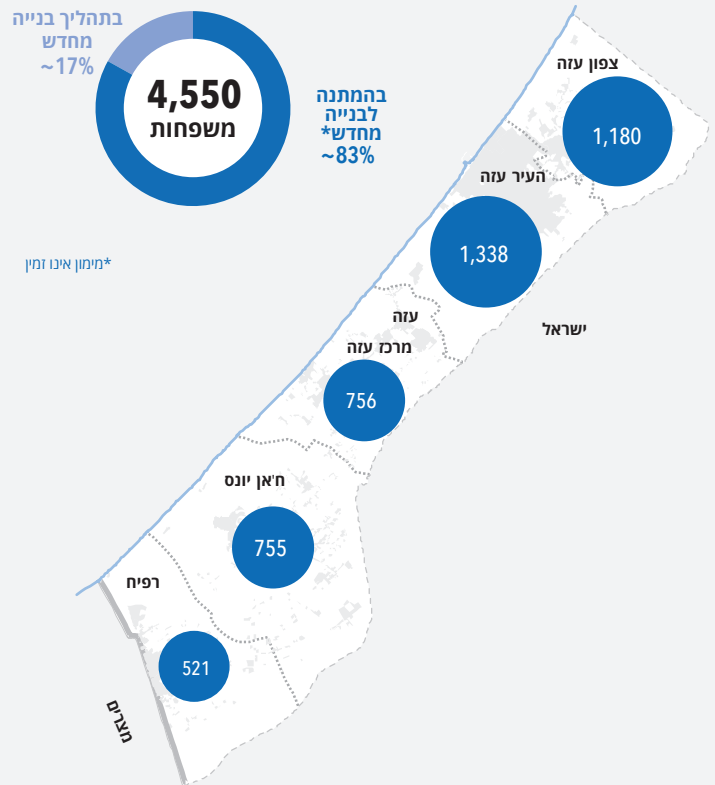 בתהליך בנייה
מחדש
~17%
4,550
משפחות
בהמתנה
לבנייה
מחדש*
~83%
*מימון אינו זמין
צפון עזה
1,180
העיר עזה
1,338
ישראל
עזה
מרכז עזה
756
ח'אן יונס
755
רפיח
521
מצרים